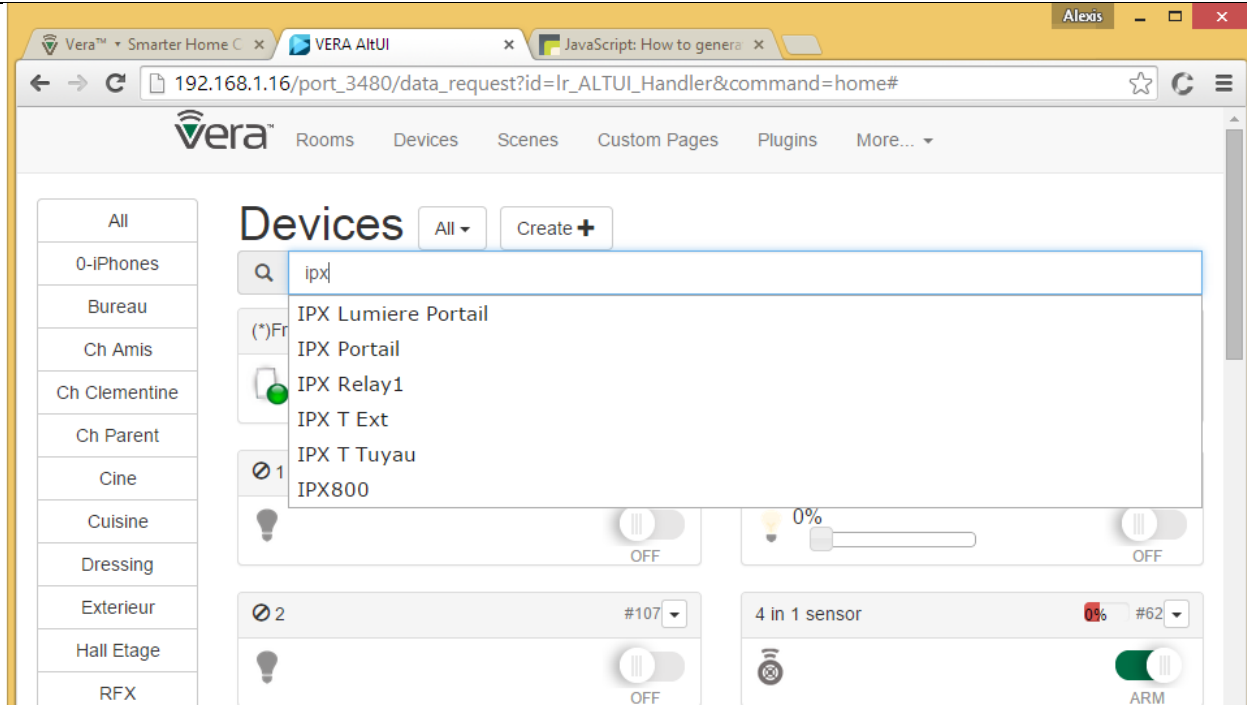 Alexis
Vera™ ▾ Smarter Home C
VERA AltUI
JavaScript: How to genera
192.168.1.16/port_3480/data_request?id=lr_ALTUI_Handler&command=home#
vera™ Rooms Devices Scenes Custom Pages Plugins More...
All
0-iPhones
Bureau
Ch Amis
Ch Clementine
Ch Parent
Cine
Cuisine
Dressing
Exterieur
Hall Etage
RFX
Devices All Create +
ipx
IPX Lumiere Portail
IPX Portail
IPX Relay1
IPX T Ext
IPX T Tuyau
IPX800
(*)Fr
1
OFF
0%
OFF
2 #107
OFF
4 in 1 sensor 0% #62
ARM